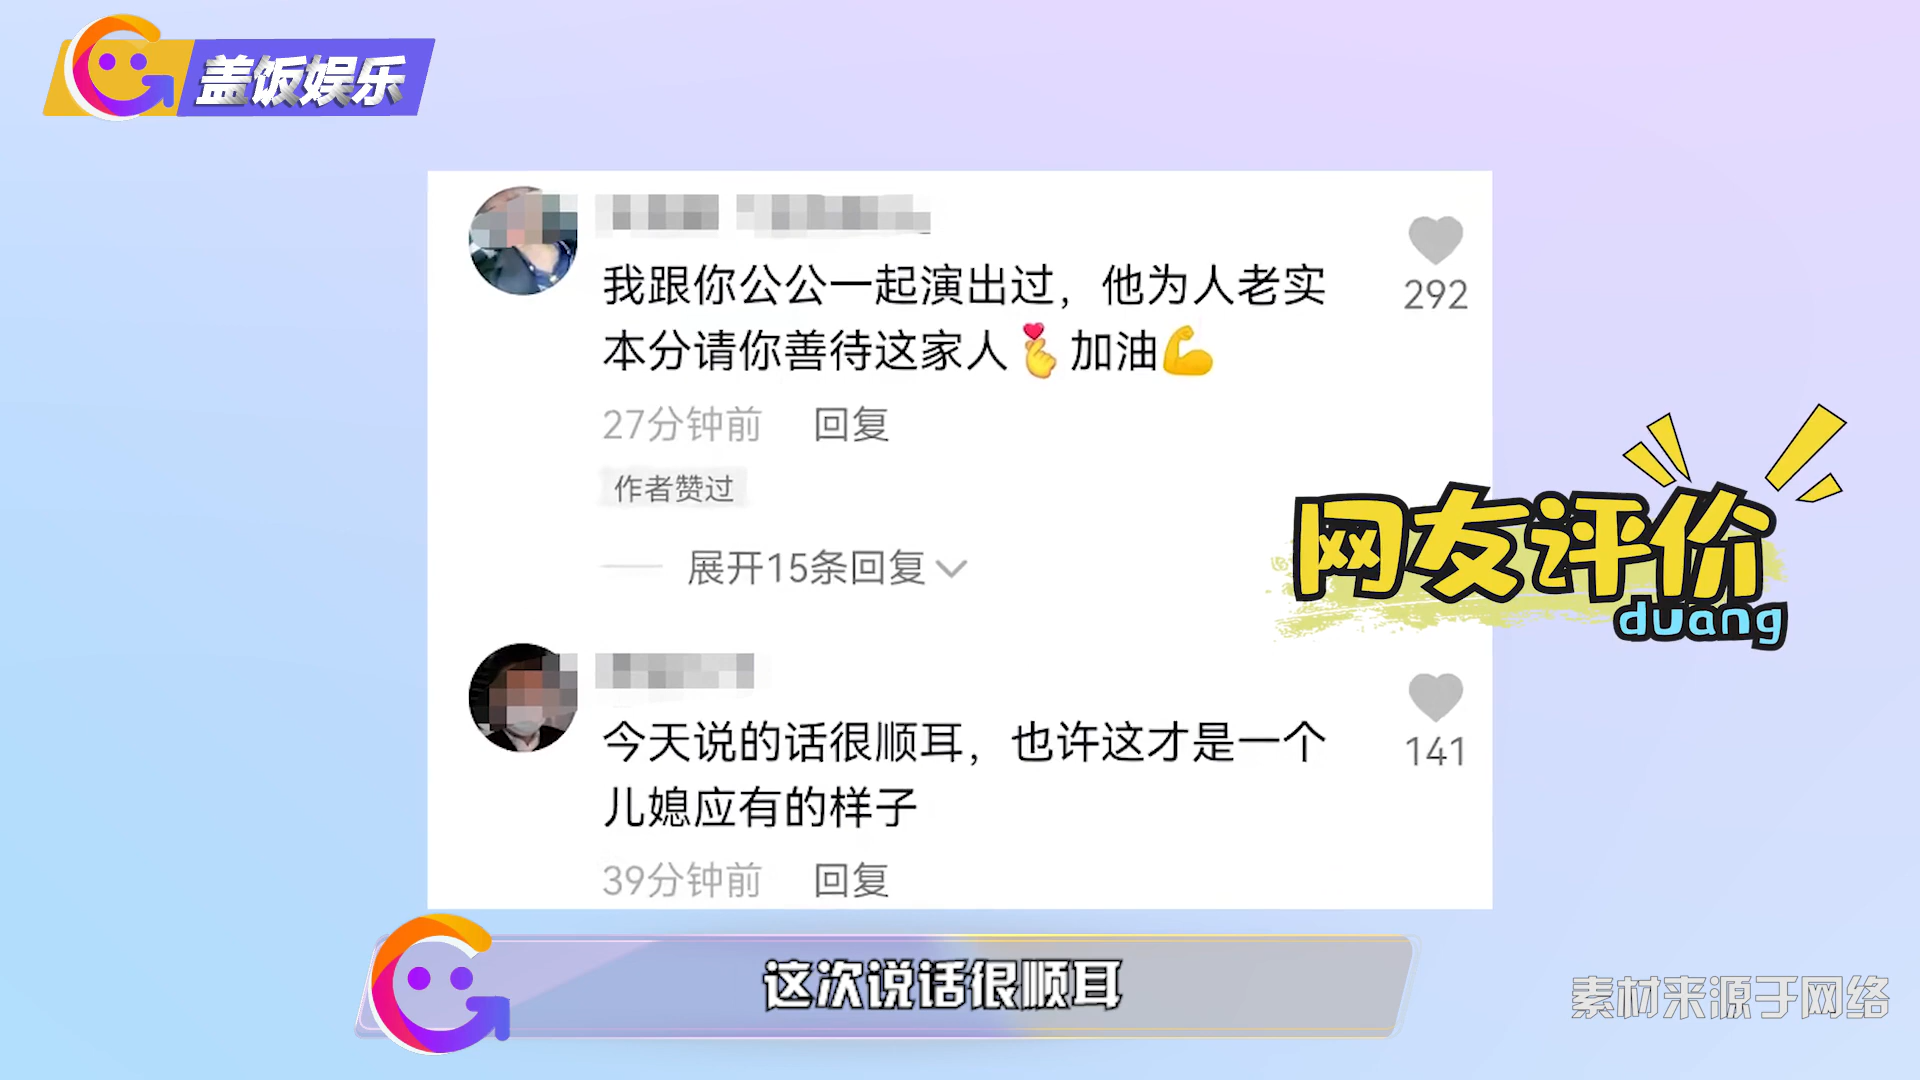 盖饭娱乐
292
我跟你公公一起演出过，他为人老实
本分请你善待这家人🫰加油💪
27分钟前 回复
作者赞过
展开15条回复
网友评价
duang
141
今天说的话很顺耳，也许这才是一个
儿媳应有的样子
39分钟前 回复
这次说话很顺耳
素材来源于网络